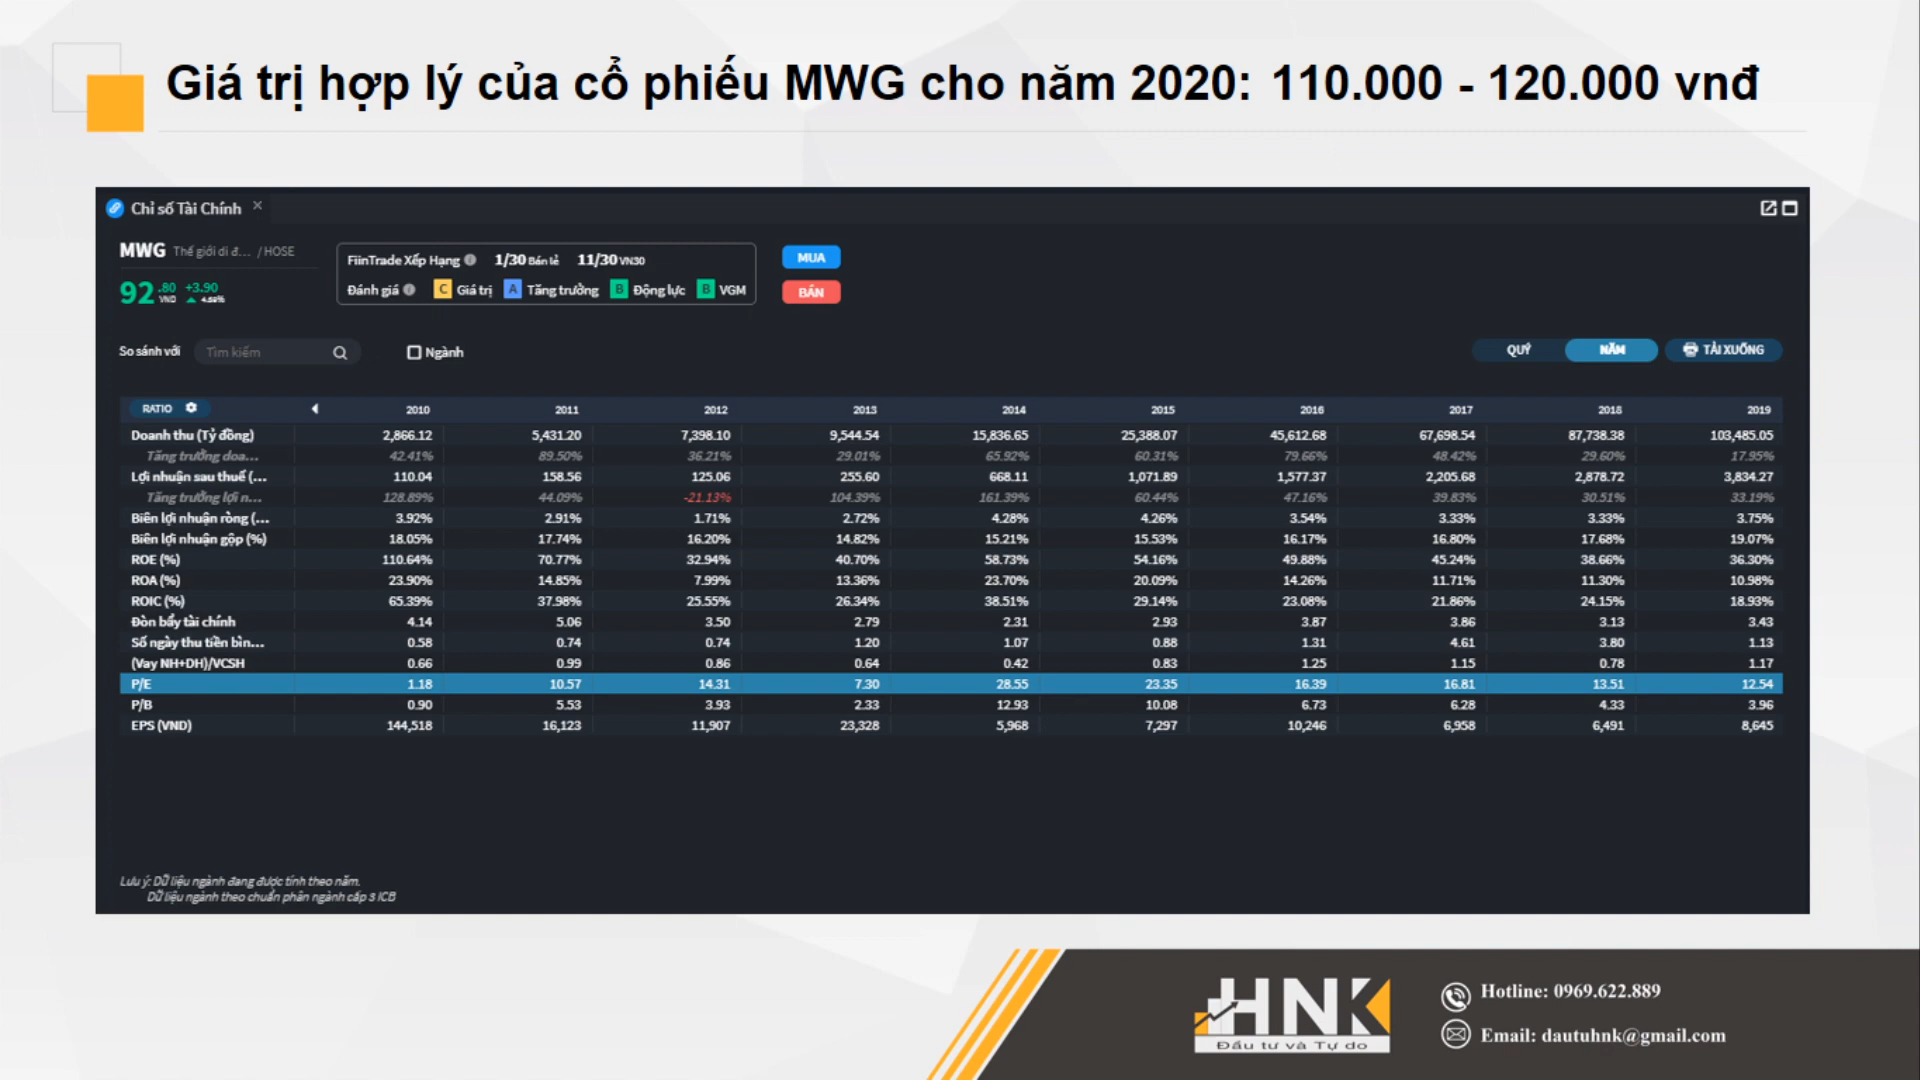 Giá trị hợp lý của cổ phiếu MWG cho năm 2020: 110.000 - 120.000 vnđ
Chỉ số Tài Chính ×
MWG Thế giới di đ... / HOSE
92 .80 VND +3.90 4.39%
FiinTrade Xếp Hạng 1/30 Bán lẻ 11/30 VN30
Đánh giá C Giá trị A Tăng trưởng B Động lực B VGM
MUA
BÁN
So sánh với Tìm kiếm Ngành
QUÝ NĂM TẢI XUỐNG
RATIO 2010 2011 2012 2013 2014 2015 2016 2017 2018 2019
Doanh thu (Tỷ đồng) 2,866.12 5,431.20 7,398.10 9,544.54 15,836.65 25,388.07 45,612.68 67,698.54 87,738.38 103,485.05
Tăng trưởng doa... 42.41% 89.50% 36.21% 29.01% 65.92% 60.31% 79.66% 48.42% 29.60% 17.95%
Lợi nhuận sau thuế (... 110.04 158.56 125.06 255.60 668.11 1,071.89 1,577.37 2,205.68 2,878.72 3,834.27
Tăng trưởng lợi n... 128.89% 44.09% -21.13% 104.39% 161.39% 60.44% 47.16% 39.83% 30.51% 33.19%
Biên lợi nhuận ròng (... 3.92% 2.91% 1.71% 2.72% 4.28% 4.26% 3.54% 3.33% 3.33% 3.75%
Biên lợi nhuận gộp (%) 18.05% 17.74% 16.20% 14.82% 15.21% 15.53% 16.17% 16.80% 17.68% 19.07%
ROE (%) 110.64% 70.77% 32.94% 40.70% 58.73% 54.16% 49.88% 45.24% 38.66% 36.30%
ROA (%) 23.90% 14.85% 7.99% 13.36% 23.70% 20.09% 14.26% 11.71% 11.30% 10.98%
ROIC (%) 65.39% 37.98% 25.55% 26.34% 38.51% 29.14% 23.08% 21.86% 24.15% 18.93%
Đòn bẩy tài chính 4.14 5.06 3.50 2.79 2.31 2.93 3.87 3.86 3.13 3.43
Số ngày thu tiền bìn... 0.58 0.74 0.74 1.20 1.07 0.88 1.31 4.61 3.80 1.13
(Vay NH+DH)/VCSH 0.66 0.99 0.86 0.64 0.42 0.83 1.25 1.15 0.78 1.17
P/E 1.18 10.57 14.31 7.30 28.55 23.35 16.39 16.81 13.51 12.54
P/B 0.90 5.53 3.93 2.33 12.93 10.08 6.73 6.28 4.33 3.96
EPS (VND) 144,518 16,123 11,907 23,328 5,968 7,297 10,246 6,958 6,491 8,645
Lưu ý: Dữ liệu ngành đang được tính theo năm.
Dữ liệu ngành theo chuẩn phân ngành cấp 3 ICB
HNK
Đầu tư và Tự do
Hotline: 0969.622.889
Email: dautuhnk@gmail.com